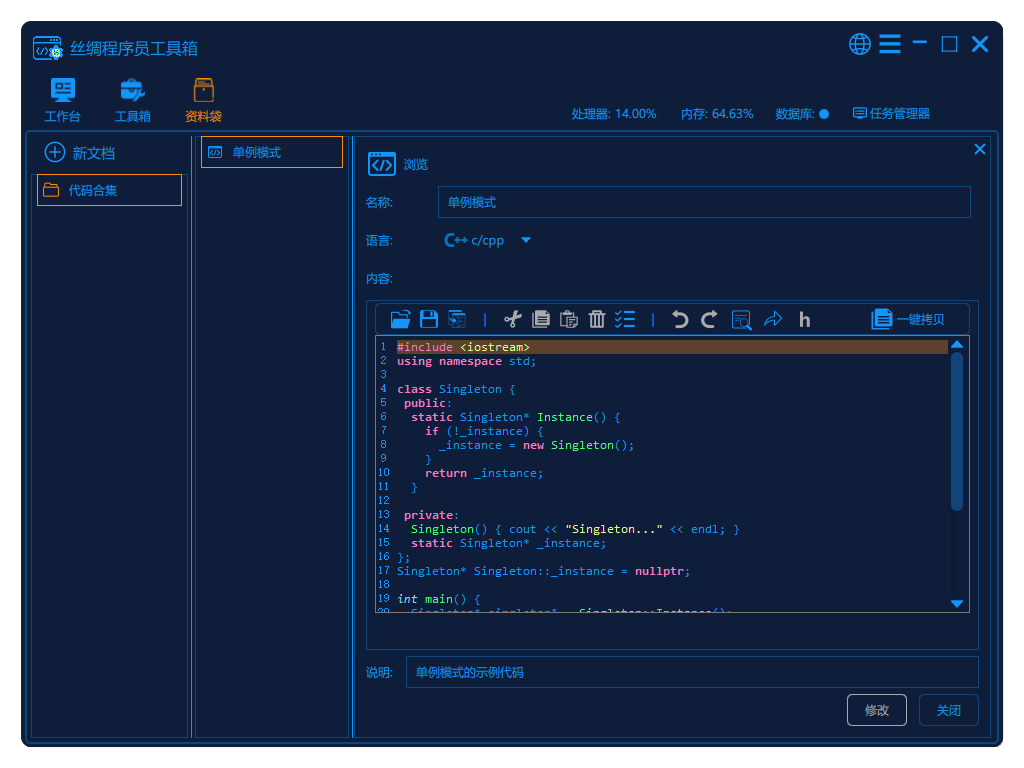 丝绸程序员工具箱
工作台 工具箱 资料袋
处理器: 14.00% 内存: 64.63% 数据库: 任务管理器
新文档
代码合集
单例模式
浏览
名称: 单例模式
语言: C++ c/cpp
内容:
h 一键拷贝
1 #include <iostream>
2 using namespace std;
3
4 class Singleton {
5  public:
6   static Singleton* Instance() {
7     if (!_instance) {
8       _instance = new Singleton();
9     }
10     return _instance;
11   }
12
13  private:
14   Singleton() { cout << "Singleton..." << endl; }
15   static Singleton* _instance;
16 };
17 Singleton* Singleton::_instance = nullptr;
18
19 int main() {
20   Singleton* singleton1 = Singleton::Instance();
说明: 单例模式的示例代码
修改 关闭